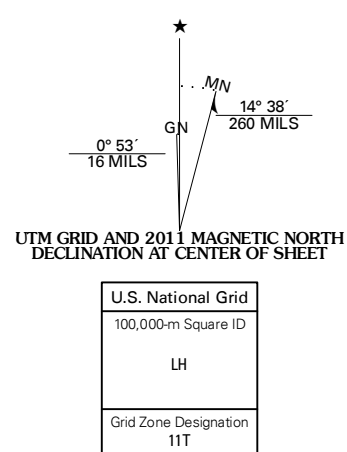 ★
MN
14° 38´
260 MILS
GN
0° 53´
16 MILS
UTM GRID AND 2011 MAGNETIC NORTH
DECLINATION AT CENTER OF SHEET
U.S. National Grid
100,000-m Square ID
LH
Grid Zone Designation
11T